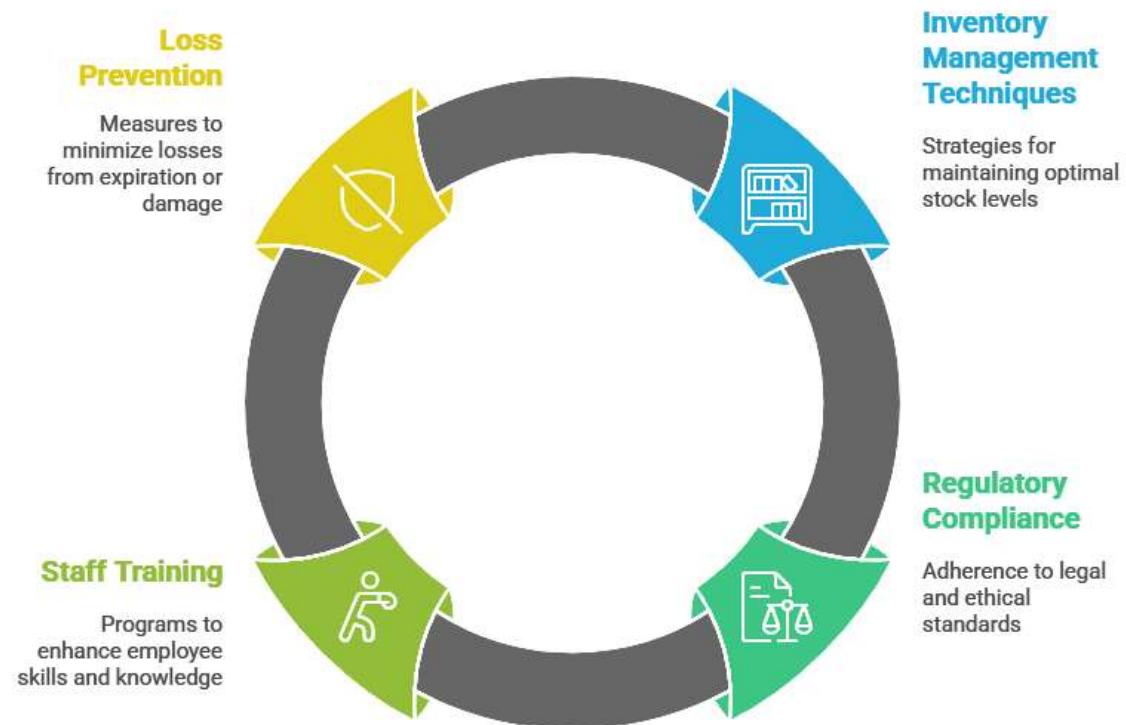 Loss
Prevention
Measures to
minimize losses
from expiration or
damage
Inventory
Management
Techniques
Strategies for
maintaining optimal
stock levels
Staff Training
Programs to
enhance employee
skills and knowledge
Regulatory
Compliance
Adherence to legal
and ethical
standards